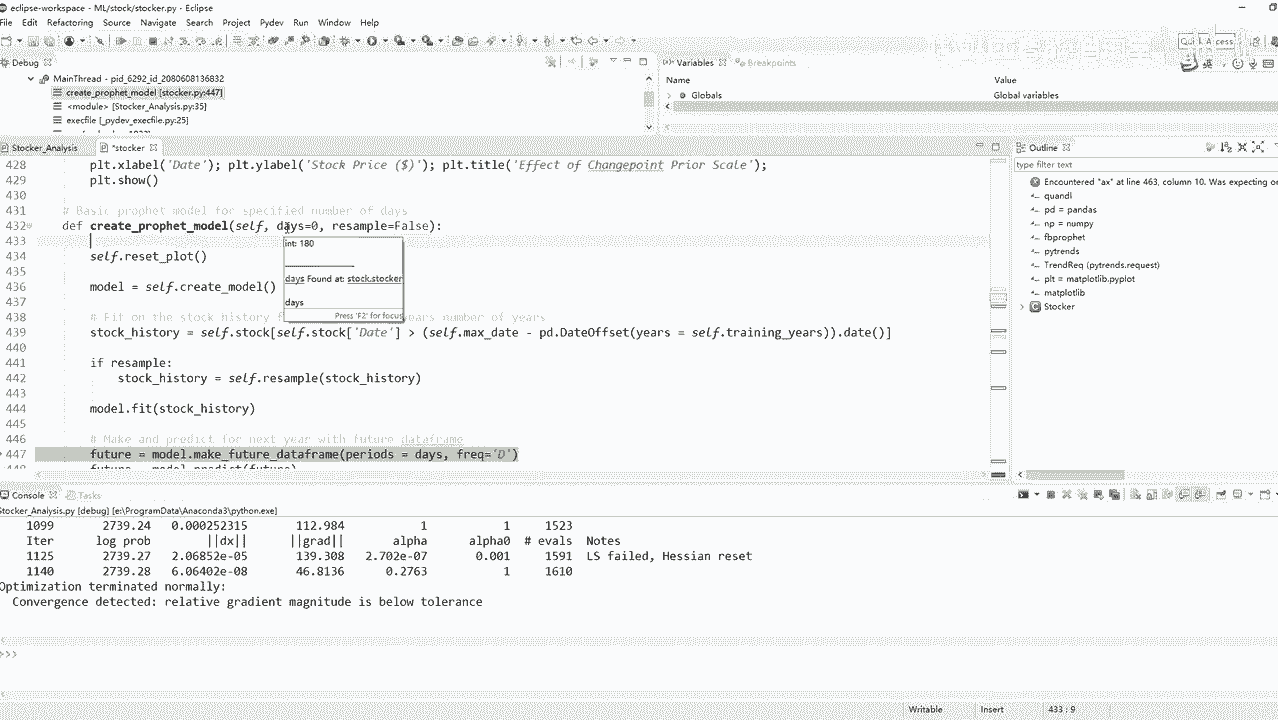 eclipse-workspace - ML/stock/stocker.py - Eclipse
File Edit Refactoring Source Navigate Search Project Pydev Run Window Help
Debug
MainThread - pid_6292_id_2080608136832
create_prophet_model [stocker.py:447]
<module> [Stocker_Analysis.py:35]
execfile [_pydev_execfile.py:25]
Variables Breakpoints
Name Value
Globals Global variables
Stocker_Analysis *stocker
428 plt.xlabel('Date'); plt.ylabel('Stock Price ($)'); plt.title('Effect of Changepoint Prior Scale');
429 plt.show()
430
431 # Basic prophet model for specified number of days
432 def create_prophet_model(self, days=0, resample=False):
433
434 self.reset_plot()
435
436 model = self.create_model()
437
438 # Fit on the stock history years number of years
439 stock_history = self.stock[self.stock['Date'] > (self.max_date - pd.DateOffset(years = self.training_years)).date()]
440
441 if resample:
442 stock_history = self.resample(stock_history)
443
444 model.fit(stock_history)
445
446 # Make and predict for next year with future dataframe
447 future = model.make_future_dataframe(periods = days, freq='D')
future = model.predict(future
int: 180
days Found at: stock.stocker
days
Press 'F2' for focus
Outline
type filter text
Encountered "ax" at line 463, column 10. Was expecting on
quandl
pd = pandas
np = numpy
fbprophet
pytrends
TrendReq (pytrends.request)
plt = matplotlib.pyplot
matplotlib
Stocker
Console Tasks
Stocker_Analysis.py [debug] [e:\ProgramData\Anaconda3\python.exe]
1099 2739.24 0.000252315 112.984 1 1 1523
Iter log prob ||dx|| ||grad|| alpha alpha0 # evals Notes
1125 2739.27 2.06852e-05 139.308 2.702e-07 0.001 1591 LS failed, Hessian reset
1140 2739.28 6.06402e-08 46.8136 0.2763 1 1610
Optimization terminated normally:
Convergence detected: relative gradient magnitude is below tolerance
>>>
Writable Insert 433 : 9